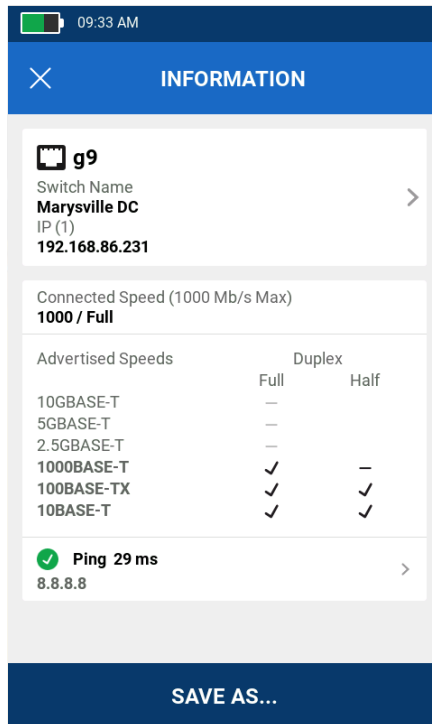 09:33 AM
INFORMATION
g9
Switch Name
Marysville DC
IP (1)
192.168.86.231
Connected Speed (1000 Mb/s Max)
1000 / Full
Advertised Speeds Duplex
Full Half
10GBASE-T –
5GBASE-T –
2.5GBASE-T –
1000BASE-T ✓ –
100BASE-TX ✓ ✓
10BASE-T ✓ ✓
Ping 29 ms
8.8.8.8
SAVE AS...